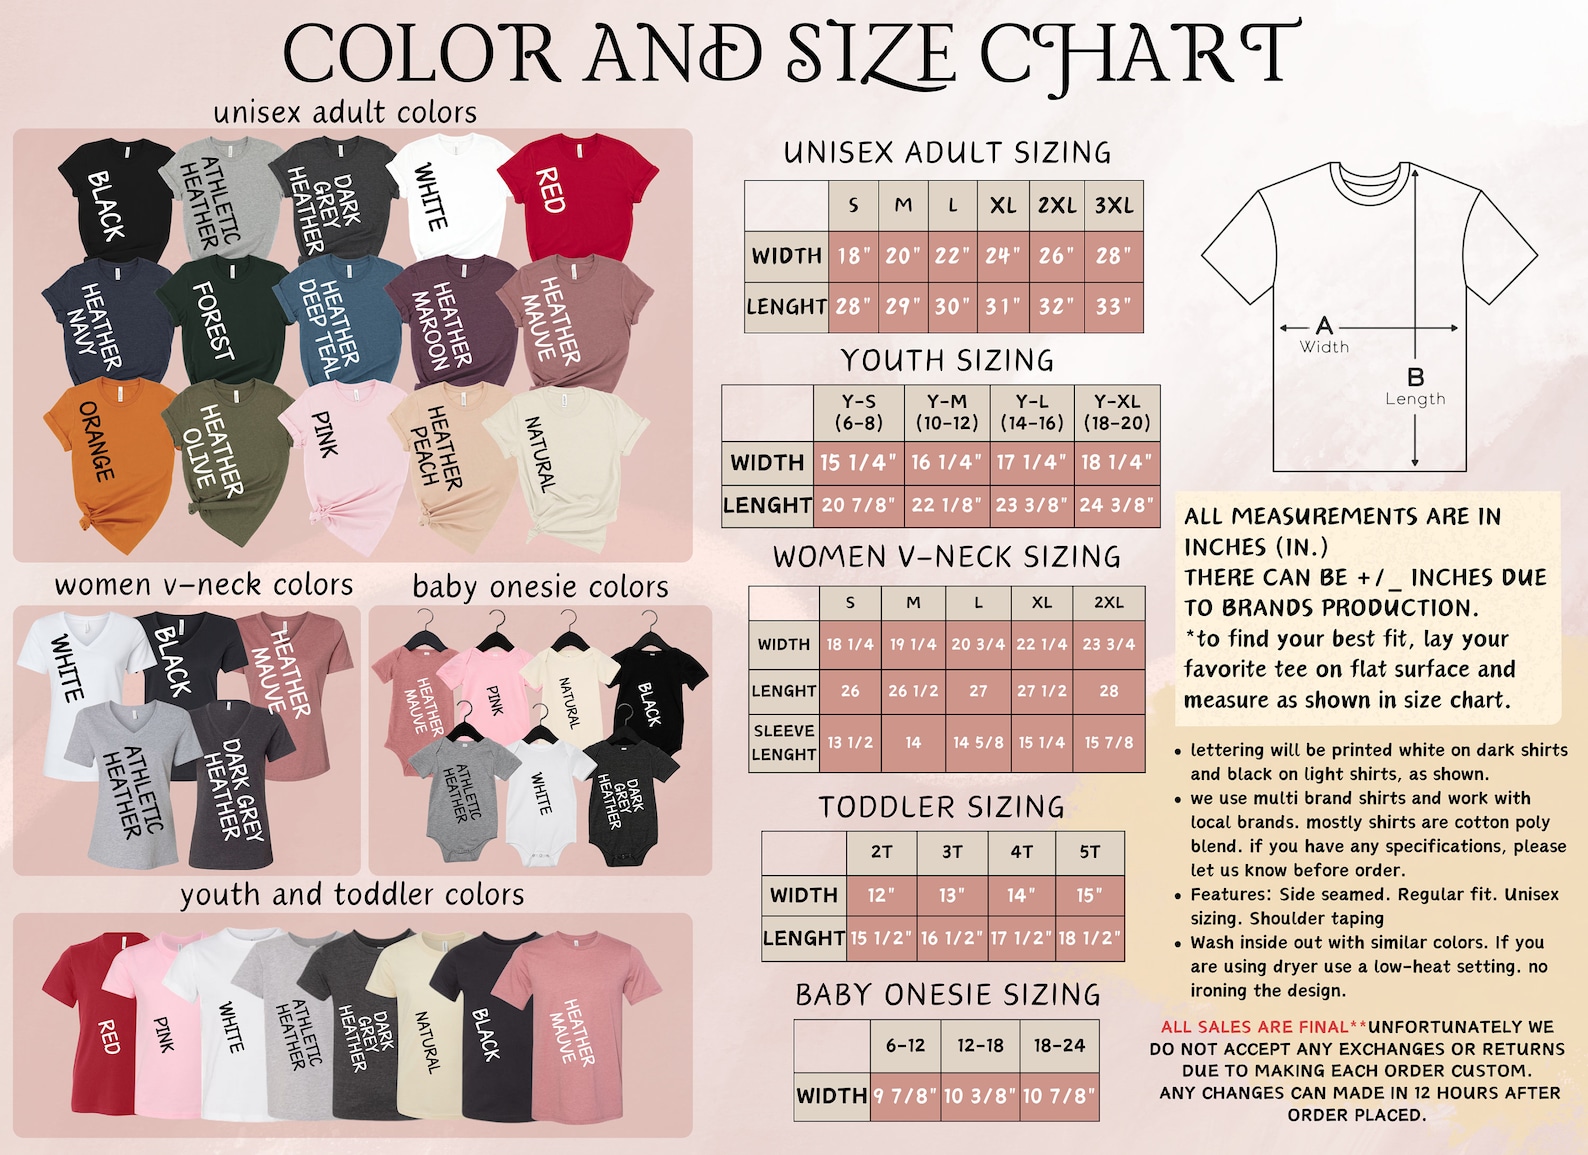 COLOR AND SIZE CHART
unisex adult colors
BLACK
ATHLETIC
HEATHER
DARK
GREY
HEATHER
WHITE
RED
HEATHER
NAVY
FOREST
HEATHER
DEEP TEAL
HEATHER
MAROON
HEATHER
MAUVE
ORANGE
HEATHER
OLIVE
PINK
HEATHER
PEACH
NATURAL
women v-neck colors
WHITE
BLACK
HEATHER
MAUVE
ATHLETIC
HEATHER
DARK GREY
HEATHER
baby onesie colors
HEATHER
MAUVE
PINK
NATURAL
BLACK
ATHLETIC
HEATHER
WHITE
DARK
GREY
HEATHER
youth and toddler colors
RED
PINK
WHITE
ATHLETIC
HEATHER
DARK
GREY
HEATHER
NATURAL
BLACK
HEATHER
MAUVE
UNISEX ADULT SIZING
S M L XL 2XL 3XL
WIDTH 18" 20" 22" 24" 26" 28"
LENGHT 28" 29" 30" 31" 32" 33"
YOUTH SIZING
Y-S Y-M Y-L Y-XL
(6-8) (10-12) (14-16) (18-20)
WIDTH 15 1/4" 16 1/4" 17 1/4" 18 1/4"
LENGHT 20 7/8" 22 1/8" 23 3/8" 24 3/8"
WOMEN V-NECK SIZING
S M L XL 2XL
WIDTH 18 1/4 19 1/4 20 3/4 22 1/4 23 3/4
LENGHT 26 26 1/2 27 27 1/2 28
SLEEVE
LENGHT 13 1/2 14 14 5/8 15 1/4 15 7/8
TODDLER SIZING
2T 3T 4T 5T
WIDTH 12" 13" 14" 15"
LENGHT 15 1/2" 16 1/2" 17 1/2" 18 1/2"
BABY ONESIE SIZING
6-12 12-18 18-24
WIDTH 9 7/8" 10 3/8" 10 7/8"
A
Width
B
Length
ALL MEASUREMENTS ARE IN
INCHES (IN.)
THERE CAN BE +/_ INCHES DUE
TO BRANDS PRODUCTION.
*to find your best fit, lay your
favorite tee on flat surface and
measure as shown in size chart.
• lettering will be printed white on dark shirts
and black on light shirts, as shown.
• we use multi brand shirts and work with
local brands. mostly shirts are cotton poly
blend. if you have any specifications, please
let us know before order.
• Features: Side seamed. Regular fit. Unisex
sizing. Shoulder taping
• Wash inside out with similar colors. If you
are using dryer use a low-heat setting. no
ironing the design.
ALL SALES ARE FINAL**UNFORTUNATELY WE
DO NOT ACCEPT ANY EXCHANGES OR RETURNS
DUE TO MAKING EACH ORDER CUSTOM.
ANY CHANGES CAN MADE IN 12 HOURS AFTER
ORDER PLACED.